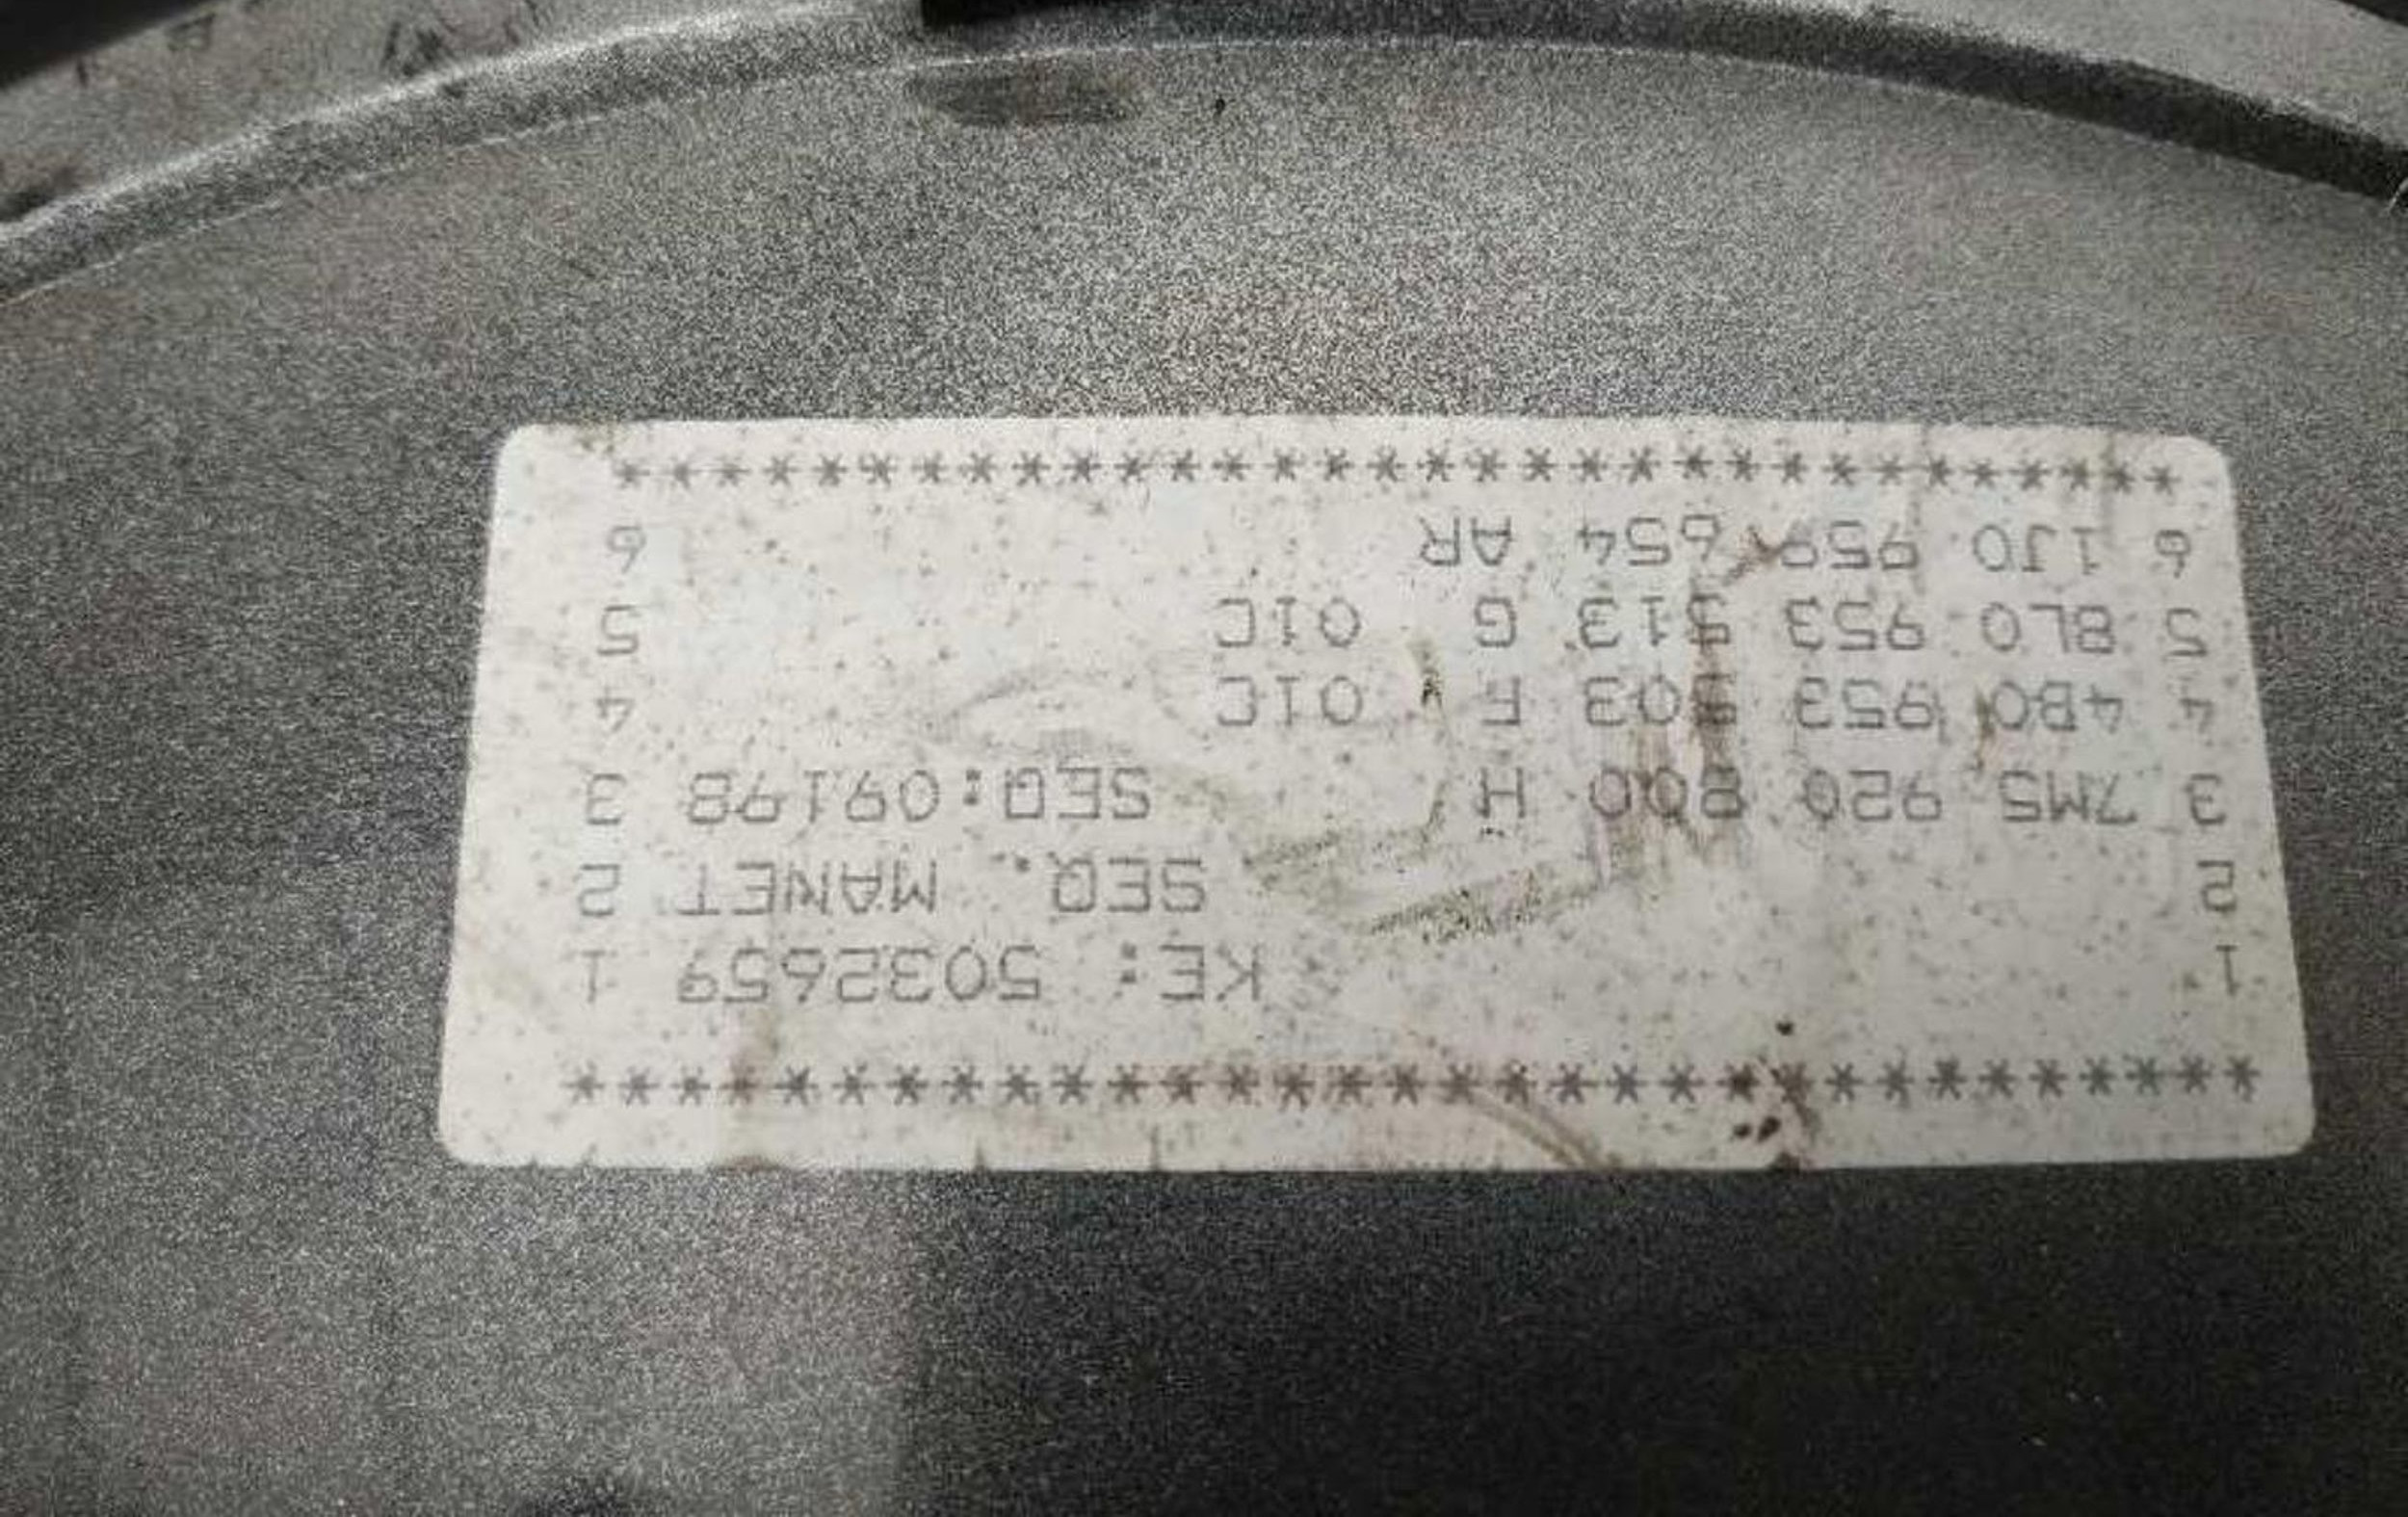 ********************************
1 KE: 5032659 1
2 SEQ. MANET 2
3 7M5 920 800 H SEQ:09198 3
4 4B0 953 503 F 01C 4
5 8L0 953 513 G 01C 5
6 1J0 959 654 AR 6
********************************